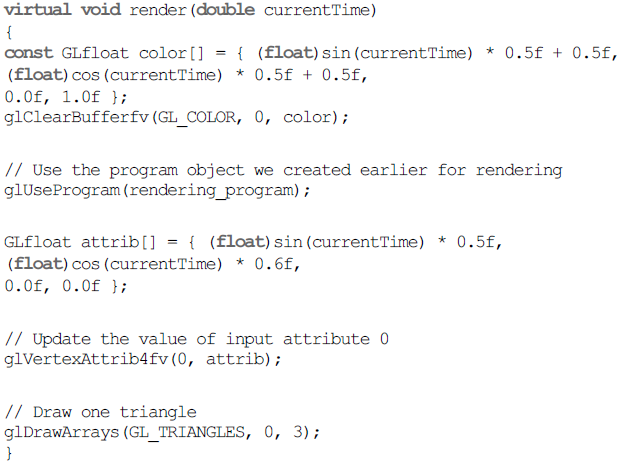 virtual void render(double currentTime)
{
const GLfloat color[] = { (float)sin(currentTime) * 0.5f + 0.5f,
(float)cos(currentTime) * 0.5f + 0.5f,
0.0f, 1.0f };
glClearBufferfv(GL_COLOR, 0, color);
// Use the program object we created earlier for rendering
glUseProgram(rendering_program);
GLfloat attrib[] = { (float)sin(currentTime) * 0.5f,
(float)cos(currentTime) * 0.6f,
0.0f, 0.0f };
// Update the value of input attribute 0
glVertexAttrib4fv(0, attrib);
// Draw one triangle
glDrawArrays(GL_TRIANGLES, 0, 3);
}